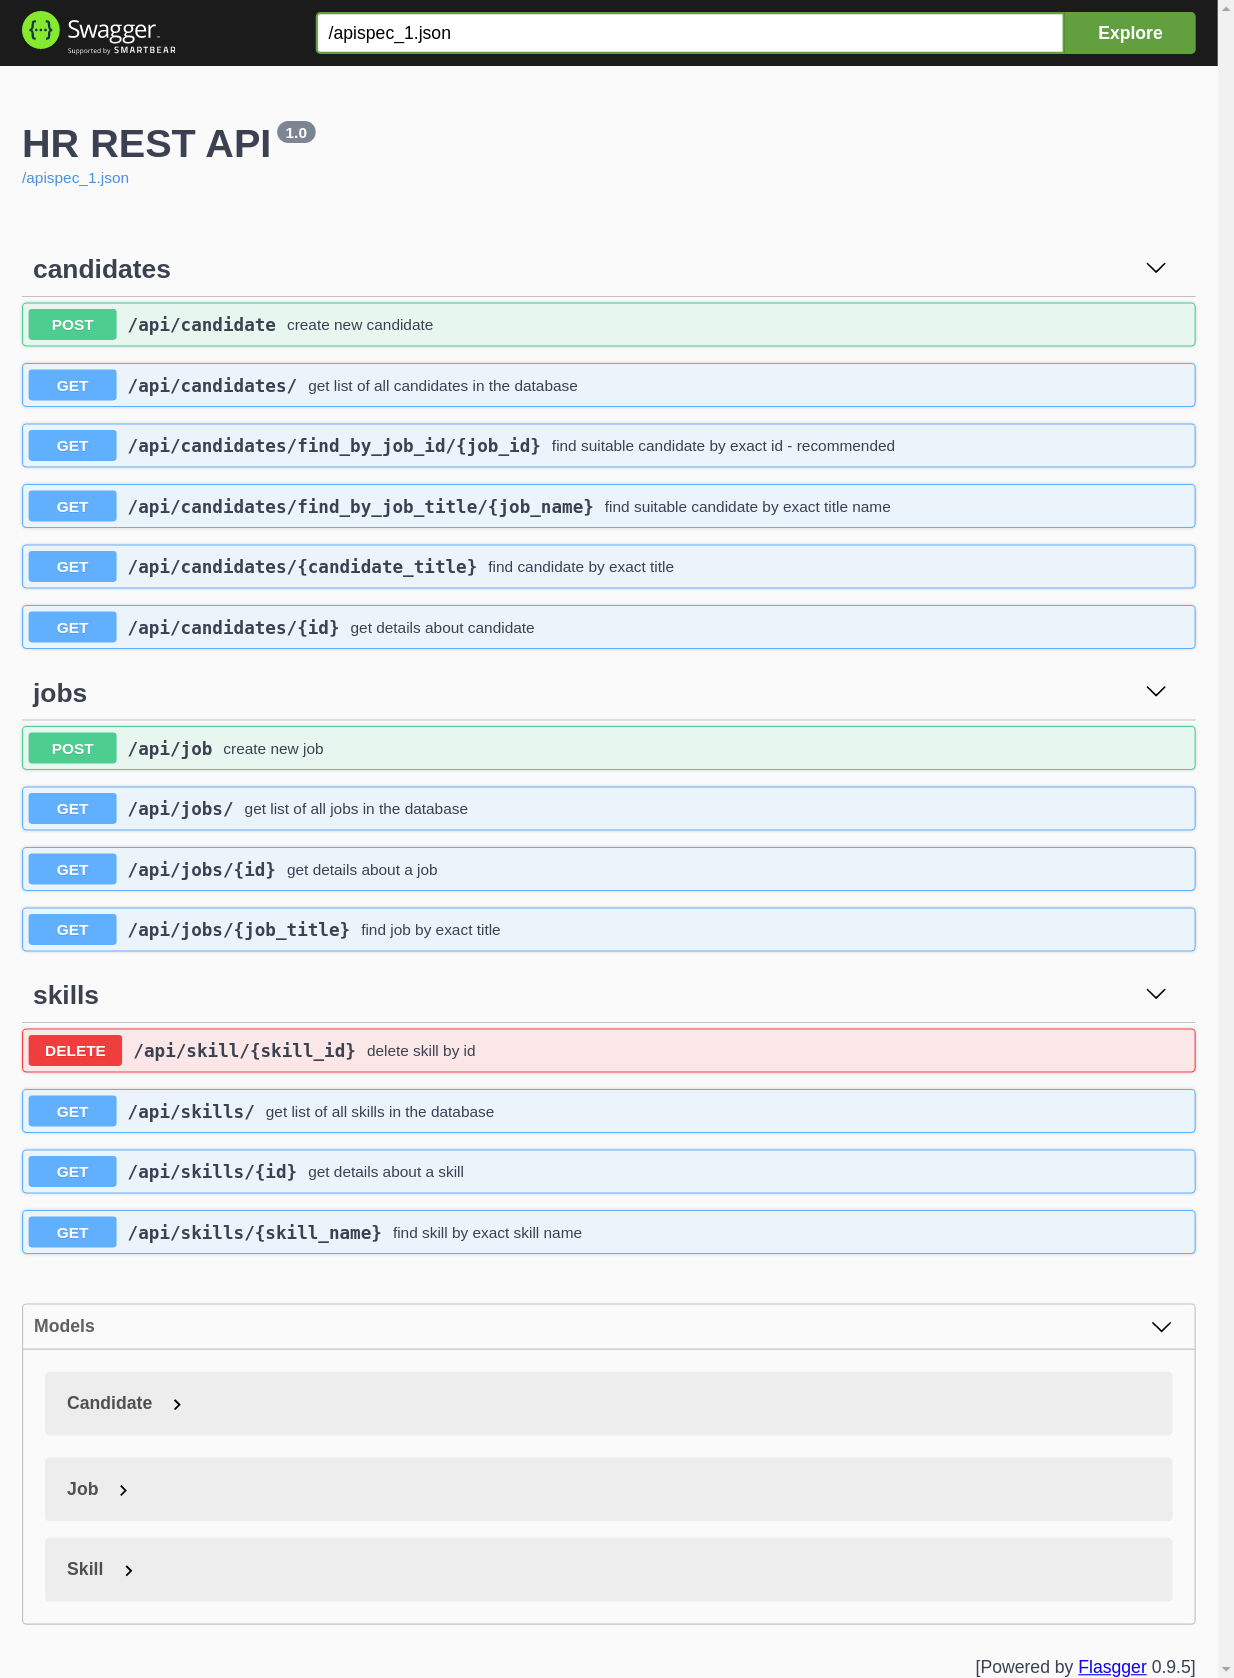 Swagger
Supported by SMARTBEAR
/apispec_1.json
Explore
HR REST API 1.0
/apispec_1.json
candidates
POST /api/candidate create new candidate
GET /api/candidates/ get list of all candidates in the database
GET /api/candidates/find_by_job_id/{job_id} find suitable candidate by exact id - recommended
GET /api/candidates/find_by_job_title/{job_name} find suitable candidate by exact title name
GET /api/candidates/{candidate_title} find candidate by exact title
GET /api/candidates/{id} get details about candidate
jobs
POST /api/job create new job
GET /api/jobs/ get list of all jobs in the database
GET /api/jobs/{id} get details about a job
GET /api/jobs/{job_title} find job by exact title
skills
DELETE /api/skill/{skill_id} delete skill by id
GET /api/skills/ get list of all skills in the database
GET /api/skills/{id} get details about a skill
GET /api/skills/{skill_name} find skill by exact skill name
Models
Candidate
Job
Skill
[Powered by Flasgger 0.9.5]